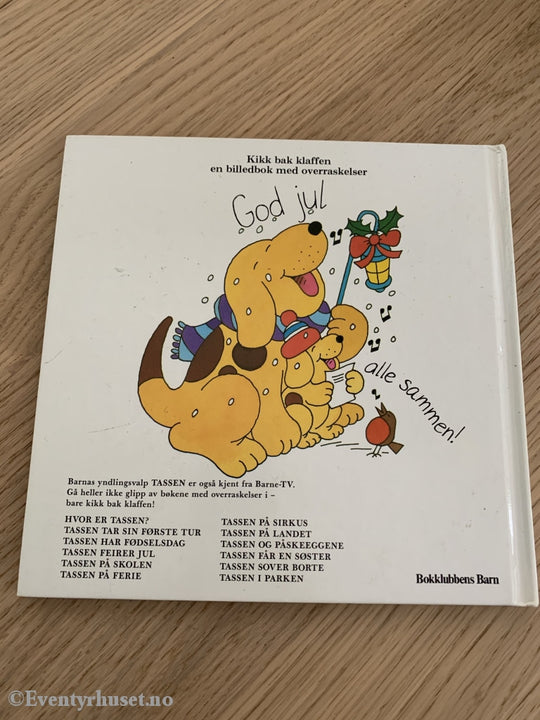 Kikk bak klaffen
en billedbok med overraskelser
God jul
alle sammen!
Barnas yndlingsvalp TASSEN er også kjent fra Barne-TV.
Gå heller ikke glipp av bøkene med overraskelser i –
bare kikk bak klaffen!
HVOR ER TASSEN?
TASSEN TAR SIN FØRSTE TUR
TASSEN HAR FØDSELSDAG
TASSEN FEIRER JUL
TASSEN PÅ SKOLEN
TASSEN PÅ FERIE
TASSEN PÅ SIRKUS
TASSEN PÅ LANDET
TASSEN OG PÅSKEEGGENE
TASSEN FÅR EN SØSTER
TASSEN SOVER BORTE
TASSEN I PARKEN
Bokklubbens Barn
©Eventyrhuset.no